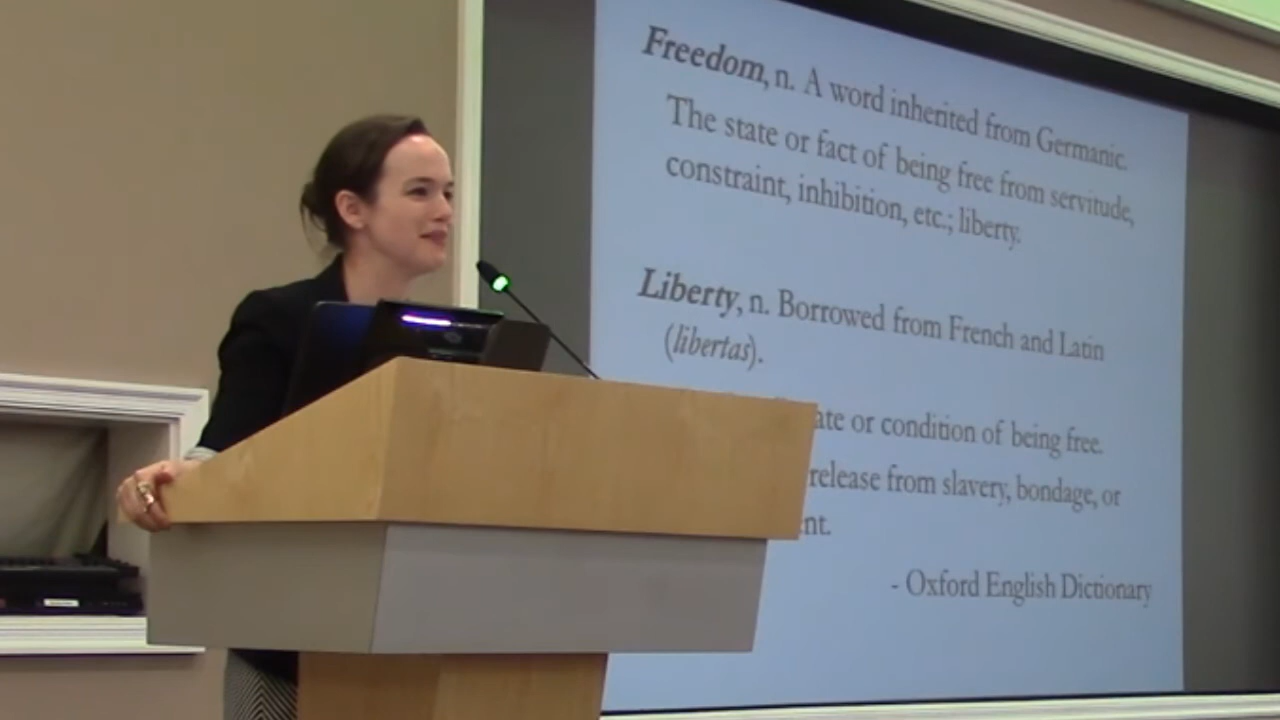 Freedom, n. A word inherited from Germanic.
The state or fact of being free from servitude,
constraint, inhibition, etc.; liberty.
Liberty, n. Borrowed from French and Latin
(libertas).
or condition of being free.
release from slavery, bondage, or
- Oxford English Dictionary